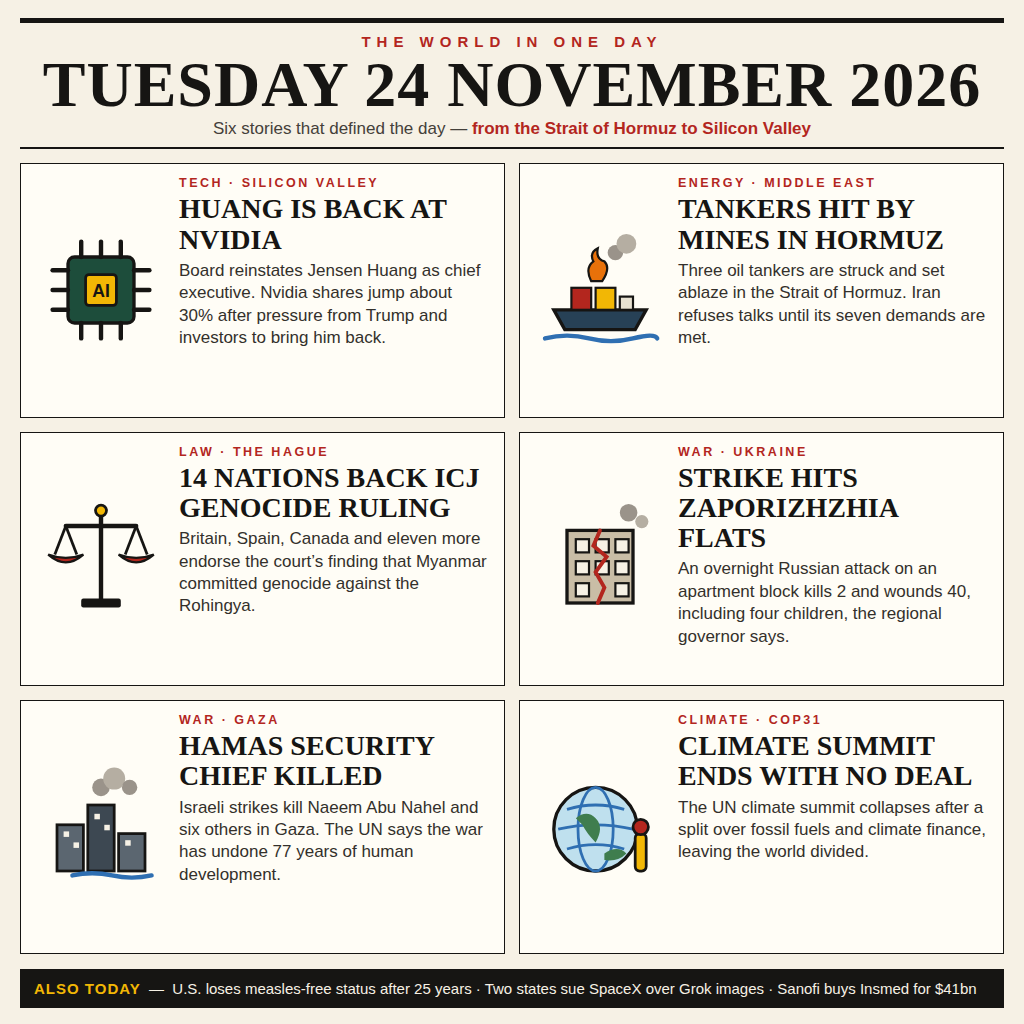 THE WORLD IN ONE DAY
TUESDAY 24 NOVEMBER 2026
Six stories that defined the day — from the Strait of Hormuz to Silicon Valley
TECH · SILICON VALLEY
HUANG IS BACK AT
NVIDIA
Board reinstates Jensen Huang as chief
executive. Nvidia shares jump about
30% after pressure from Trump and
investors to bring him back.
AI
ENERGY · MIDDLE EAST
TANKERS HIT BY
MINES IN HORMUZ
Three oil tankers are struck and set
ablaze in the Strait of Hormuz. Iran
refuses talks until its seven demands are
met.
LAW · THE HAGUE
14 NATIONS BACK ICJ
GENOCIDE RULING
Britain, Spain, Canada and eleven more
endorse the court’s finding that Myanmar
committed genocide against the
Rohingya.
WAR · UKRAINE
STRIKE HITS
ZAPORIZHZHIA
FLATS
An overnight Russian attack on an
apartment block kills 2 and wounds 40,
including four children, the regional
governor says.
WAR · GAZA
HAMAS SECURITY
CHIEF KILLED
Israeli strikes kill Naeem Abu Nahel and
six others in Gaza. The UN says the war
has undone 77 years of human
development.
CLIMATE · COP31
CLIMATE SUMMIT
ENDS WITH NO DEAL
The UN climate summit collapses after a
split over fossil fuels and climate finance,
leaving the world divided.
ALSO TODAY — U.S. loses measles-free status after 25 years · Two states sue SpaceX over Grok images · Sanofi buys Insmed for $41bn